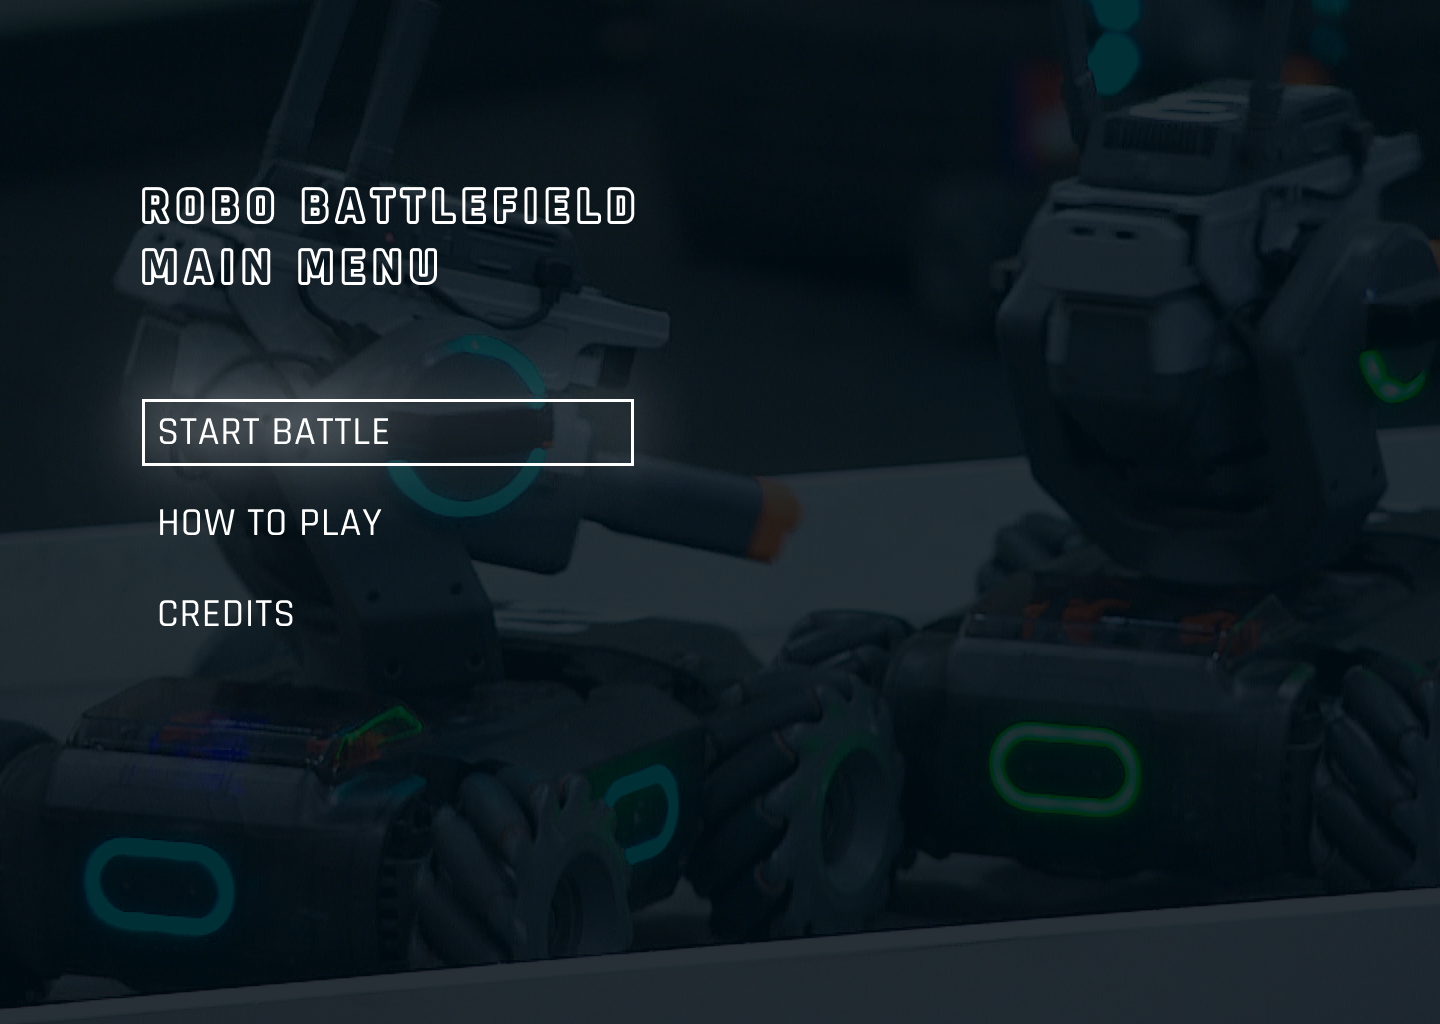 ROBO BATTLEFIELD
MAIN MENU
START BATTLE
HOW TO PLAY
CREDITS